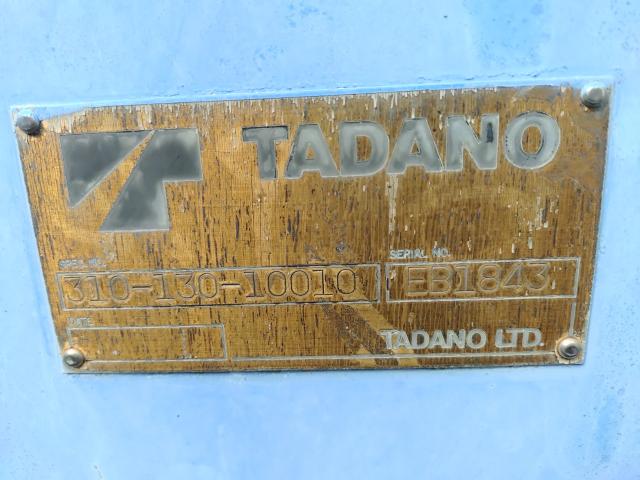 TADANO
SPEC. NO.
310-130-10010
SERIAL NO.
EB1843
DATE
TADANO LTD.